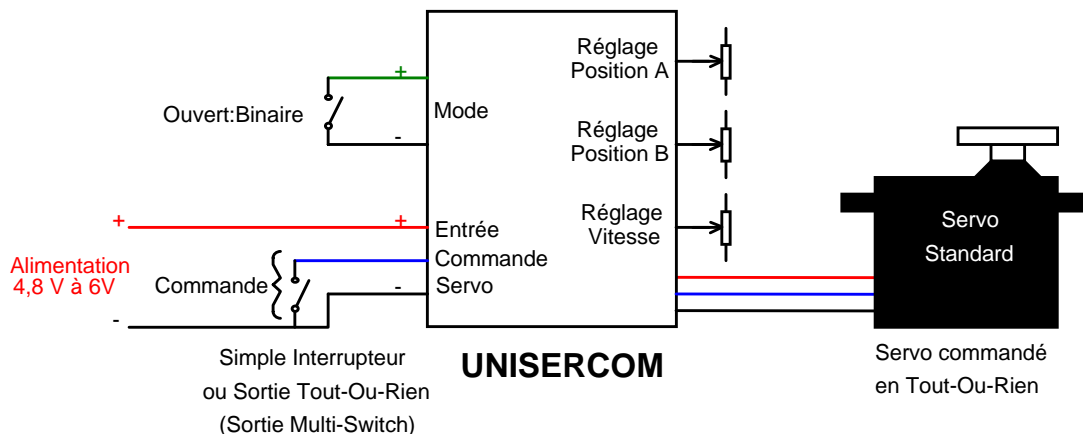 Réglage
Position A
+
Ouvert:Binaire
Mode
-
Réglage
Position B
Réglage
Vitesse
+
+
Entrée
Commande
Servo
-
Alimentation
4,8 V à 6V
Commande
-
Servo
Standard
Simple Interrupteur
ou Sortie Tout-Ou-Rien
(Sortie Multi-Switch)
UNISERCOM
Servo commandé
en Tout-Ou-Rien